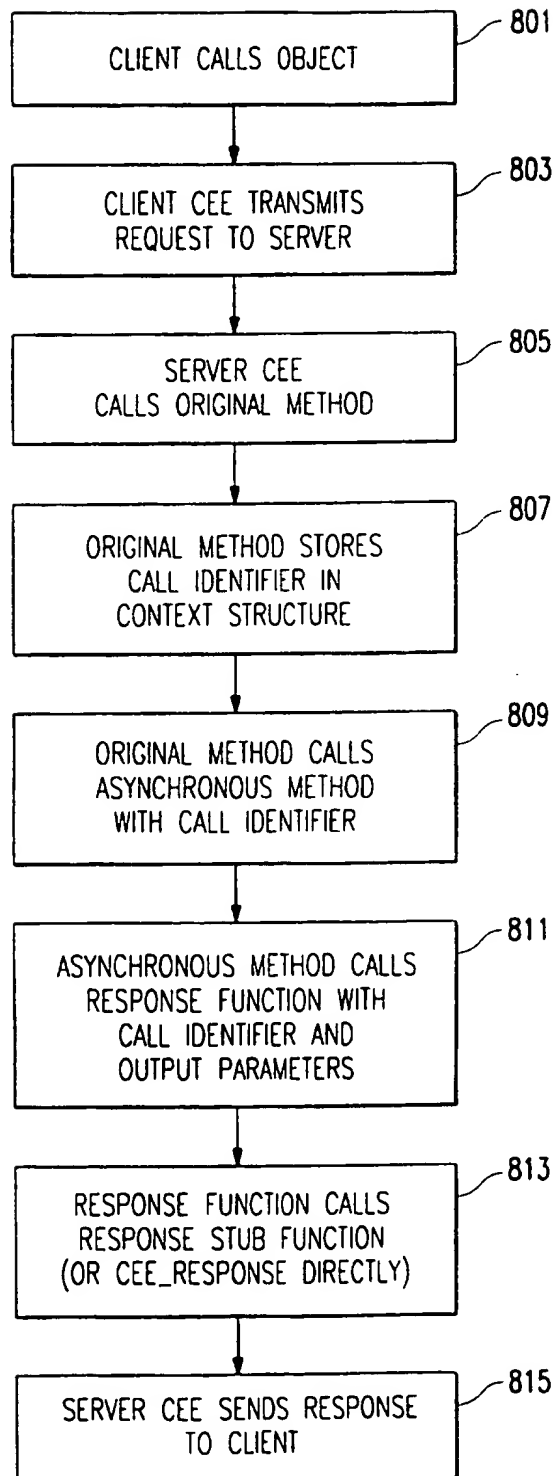 801
CLIENT CALLS OBJECT
803
CLIENT CEE TRANSMITS
REQUEST TO SERVER
805
SERVER CEE
CALLS ORIGINAL METHOD
807
ORIGINAL METHOD STORES
CALL IDENTIFIER IN
CONTEXT STRUCTURE
809
ORIGINAL METHOD CALLS
ASYNCHRONOUS METHOD
WITH CALL IDENTIFIER
811
ASYNCHRONOUS METHOD CALLS
RESPONSE FUNCTION WITH
CALL IDENTIFIER AND
OUTPUT PARAMETERS
813
RESPONSE FUNCTION CALLS
RESPONSE STUB FUNCTION
(OR CEE_RESPONSE DIRECTLY)
815
SERVER CEE SENDS RESPONSE
TO CLIENT